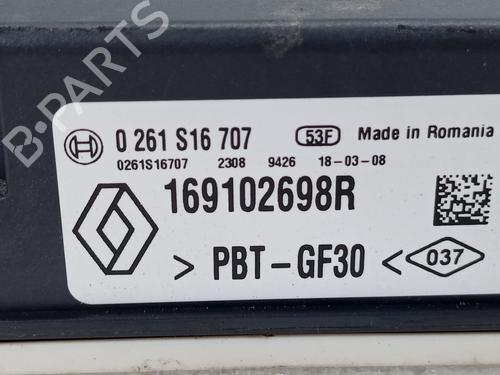 B-PARTS
0 261 S16 707 53F Made in Romania
0261S16707 2308 9426 18-03-08
169102698R
> PBT-GF30 < 037